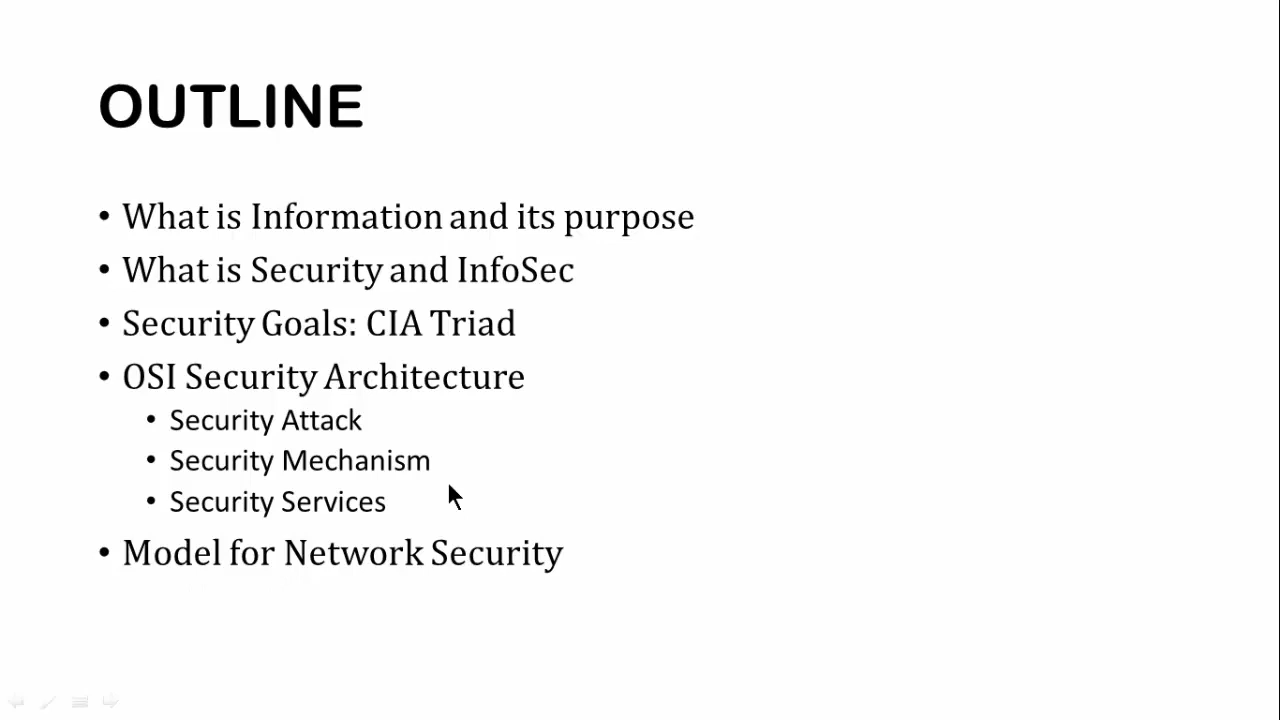 OUTLINE
• What is Information and its purpose
• What is Security and InfoSec
• Security Goals: CIA Triad
• OSI Security Architecture
• Security Attack
• Security Mechanism
• Security Services
• Model for Network Security